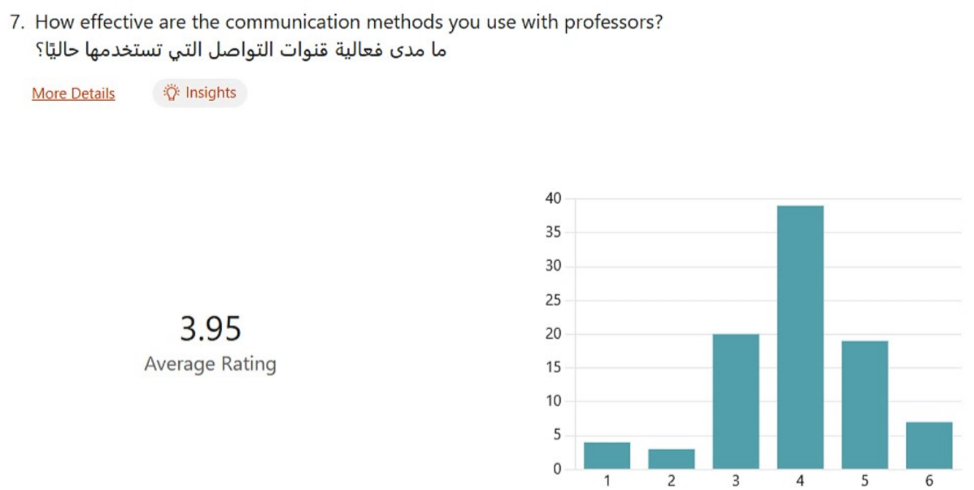 7. How effective are the communication methods you use with professors?
ما مدى فعالية قنوات التواصل التي تستخدمها حاليًا؟
More Details
Insights
3.95
Average Rating
40
35
30
25
20
15
10
5
0
1 2 3 4 5 6